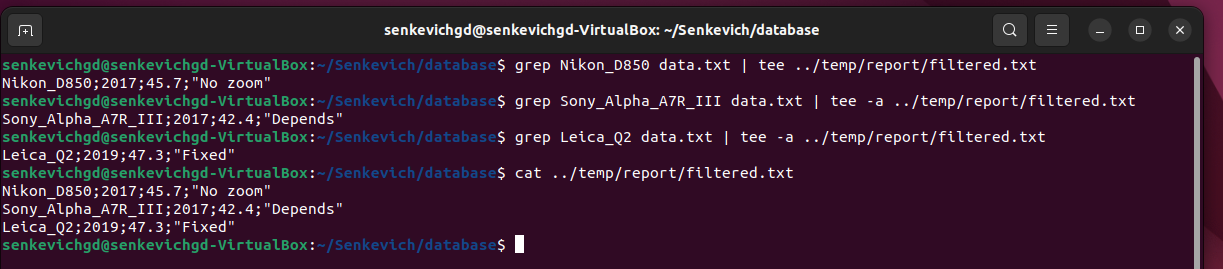 senkevichgd@senkevichgd-VirtualBox: ~/Senkevich/database
senkevichgd@senkevichgd-VirtualBox:~/Senkevich/database$ grep Nikon_D850 data.txt | tee ../temp/report/filtered.txt
Nikon_D850;2017;45.7;"No zoom"
senkevichgd@senkevichgd-VirtualBox:~/Senkevich/database$ grep Sony_Alpha_A7R_III data.txt | tee -a ../temp/report/filtered.txt
Sony_Alpha_A7R_III;2017;42.4;"Depends"
senkevichgd@senkevichgd-VirtualBox:~/Senkevich/database$ grep Leica_Q2 data.txt | tee -a ../temp/report/filtered.txt
Leica_Q2;2019;47.3;"Fixed"
senkevichgd@senkevichgd-VirtualBox:~/Senkevich/database$ cat ../temp/report/filtered.txt
Nikon_D850;2017;45.7;"No zoom"
Sony_Alpha_A7R_III;2017;42.4;"Depends"
Leica_Q2;2019;47.3;"Fixed"
senkevichgd@senkevichgd-VirtualBox:~/Senkevich/database$